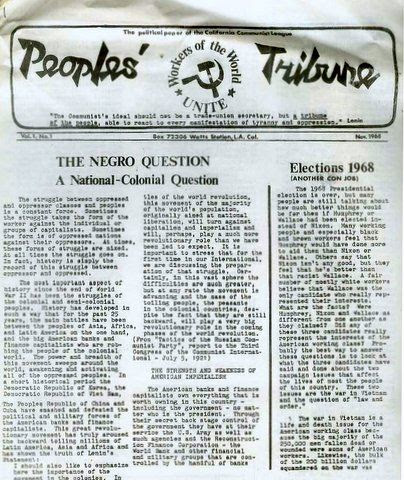 The political paper of the California Communist League
Peoples' Tribune
Workers of the World
UNITE
"The Communist's ideal should not be a trade-union secretary, but a tribune
of the people, able to react to every manifestation of tyranny and oppression." Lenin
Vol.1, No.1 Box 72306 Watts Station, L.A. Cal. Nov. 1968
THE NEGRO QUESTION
A National-Colonial Question
The struggle between oppressed
and oppressor classes and peoples
is a constant force. Sometimes
the struggle takes the form of the
worker against the individual or
groups of capitalists. Sometimes
the form is of oppressed nations
against their oppressors. At times,
these forms of struggle are mixed.
At all times the struggle goes on.
In fact, history is simply the
record of this struggle between
oppressor and oppressed.
The most important aspect of
history since the end of World
War II has been the struggles of
the colonial and semi-colonial
world. History has developed in
such a way that for the past 25
years, the main battles have been
between the peoples of Asia, Africa,
and Latin America on the one hand,
and the big American banks and
finance capitalists who are rob-
bing the people of the colonial
world. The power and breadth of
this revolution is sweeping the
world, awakening and activating
all of the oppressed peoples. In
a short historical period the
Democratic Republic of Korea, the
Democratic Republic of Viet Nam,
the Peoples Republic of China and
Cuba have smashed and defeated the
political and military forces of
the American banks and finance
capitalists. This great revolu-
tionary movement has truly aroused
the backward toiling millions of
Latin America, Asia and Africa and
has shown the truth of Lenin's
Statement:
I should also like to emphasize
here the importance of the
movement in the colonies. In
ties of the world revolution,
this movement of the majority
of the world's population,
originally aimed at national
liberation, will turn against
capitalism and imperialism and
will, perhaps, play a much more
revolutionary role than we have
been led to expect. It is
important to stress that for the
first time in our International,
we are discussing the prepara-
tion of that struggle. Cer-
tainly, in this vast sphere the
difficulties are much greater,
but at any rate the movement is
advancing and the mass of the
toiling people, the peasants
in the colonial countries, des-
pite the fact that they are still
backward, will play a very big
revolutionary role in the coming
phases of the world revolution.
(From "Tactics of the Russian Com-
munist Party", report to the Third
Congress of the Communist Interna-
tional - July 5, 1921)
THE STRENGTH AND WEAKNESS OF
AMERICAN IMPERIALISM
The American banks and finance
capitalists own everything that is
worth owning in this country -
including the government - no mat-
ter who is the president. Through
their secret back stage control of
the government they have at their
service the U.S. Army as well as
such agencies and the Reconstruc-
tion Finance Corporation - the
World Bank and other financial
and military groups that are con-
trolled by the handful of banks
Elections 1968
(ANOTHER CON JOB)
The 1968 Presidential
election is over, but many
people are still talking about
how much better things would
be for them if Humphrey or
Wallace had been elected in-
stead of Nixon. Many working
people and especially black
and brown workers feel that
Humphrey would have done more
to aid them than Nixon or
Wallace. Others say that
Nixon isn't any good, but they
feel that he's better than
the racist Wallace. A fair
number of mostly white workers
believe that Wallace was the
only candidate who really rep-
resented their interests.
What are the facts? Are
Humphrey, Nixon and Wallace as
different from one another as
they claimed? Did any of
these three candidates really
represent the interests of the
American working class? Pro-
bably the best way to answer
these questions is to look at
what the three candidates have
said and done about the two
campaign issues that affect
the lives of most the people
of this country. These two
issues are the war in Vietnam
and the question of "law and
order."
1. The war in Vietnam is a
life and death issue for the
American working class bec-
ause the big majority of the
250,000 men killed dead or
wounded were sons of American
workers. Likewise, the bulk
of the 200 billion dollars
squandered on the war was